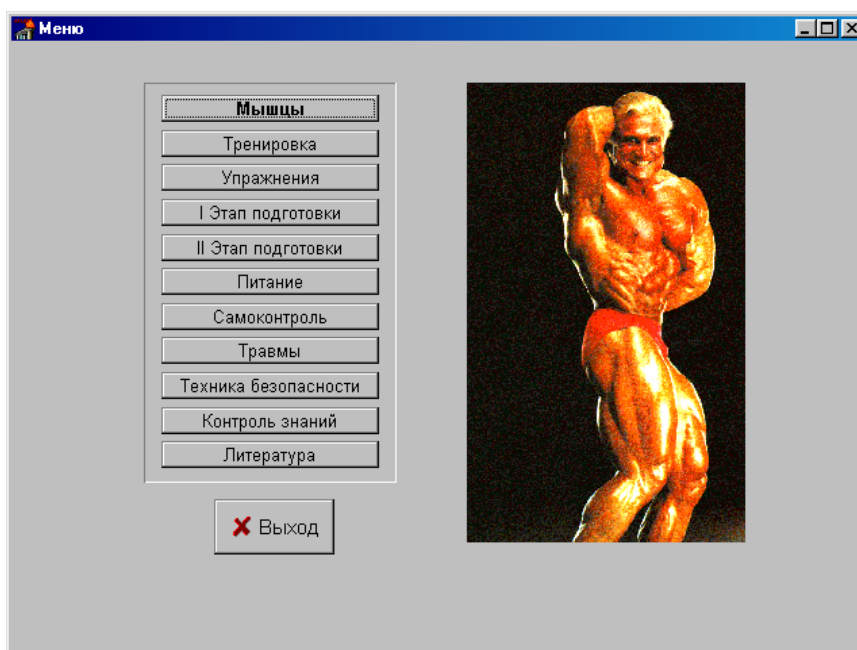 Меню
Мышцы
Тренировка
Упражнения
I Этап подготовки
II Этап подготовки
Питание
Самоконтроль
Травмы
Техника безопасности
Контроль знаний
Литература
Выход